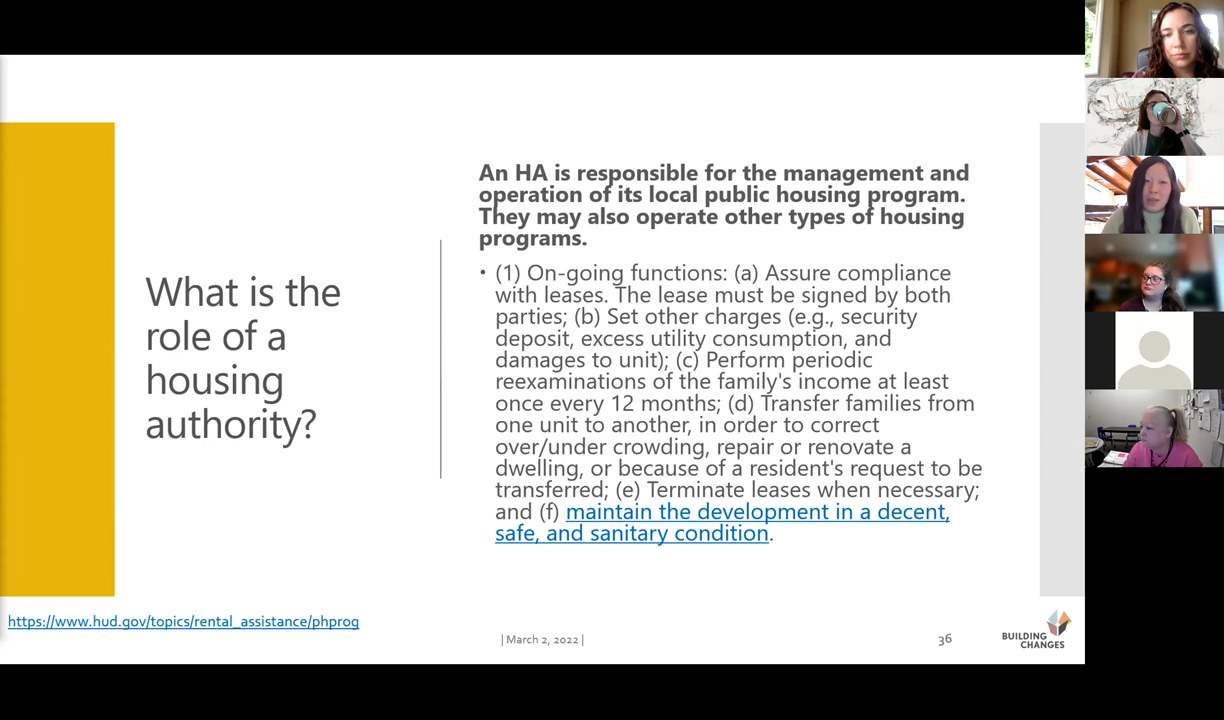 What is the
role of a
housing
authority?
An HA is responsible for the management and
operation of its local public housing program.
They may also operate other types of housing
programs.
• (1) On-going functions: (a) Assure compliance
with leases. The lease must be signed by both
parties; (b) Set other charges (e.g., security
deposit, excess utility consumption, and
damages to unit); (c) Perform periodic
reexaminations of the family's income at least
once every 12 months; (d) Transfer families from
one unit to another, in order to correct
over/under crowding, repair or renovate a
dwelling, or because of a resident's request to be
transferred; (e) Terminate leases when necessary;
and (f) maintain the development in a decent,
safe, and sanitary condition.
https://www.hud.gov/topics/rental_assistance/phprog
| March 2, 2022 |
36
BUILDING
CHANGES